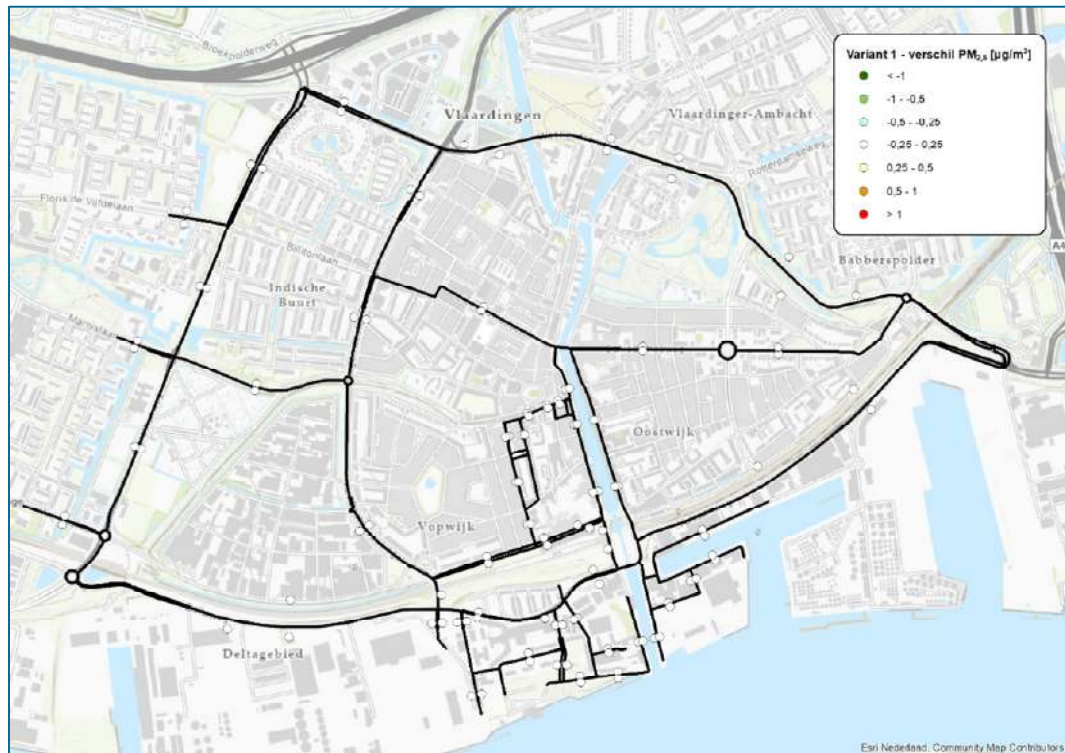 Broekpolderweg
Variant 1 - verschil PM2,5 [µg/m³]
< -1
-1 - -0,5
-0,5 - -0,25
-0,25 - 0,25
0,25 - 0,5
0,5 - 1
> 1
Vlaardingen
Vlaardinger-Ambacht
Rotterdamseweg
Floris de Vijfdelaan
A4
Billitonlaan
Babberspolder
Indische
Buurt
Marnixlaan
Oostwijk
Vopwijk
Deltagebied
Esri Nederland, Community Map Contributors